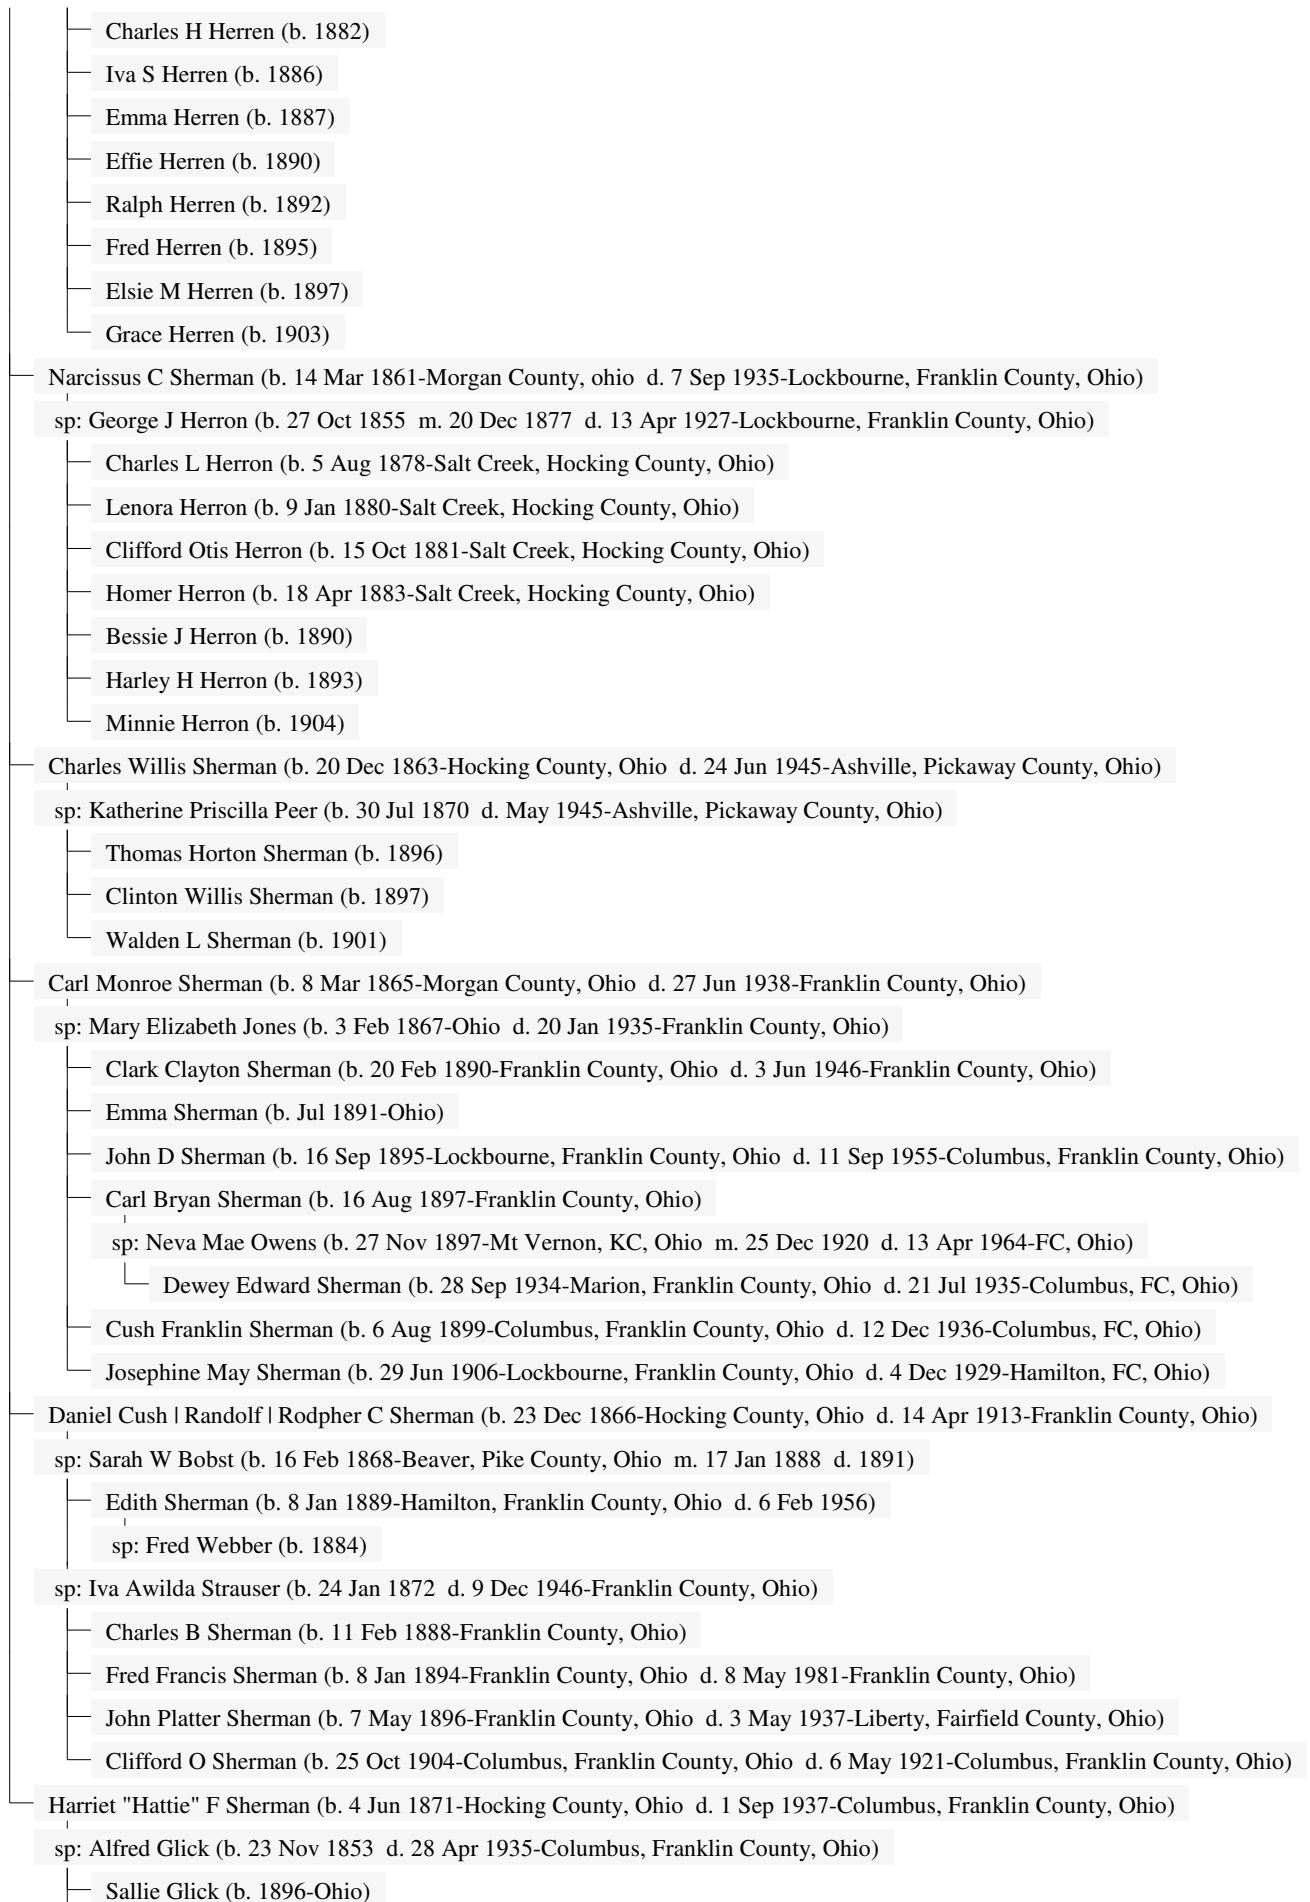 Charles H Herren (b. 1882)
Iva S Herren (b. 1886)
Emma Herren (b. 1887)
Effie Herren (b. 1890)
Ralph Herren (b. 1892)
Fred Herren (b. 1895)
Elsie M Herren (b. 1897)
Grace Herren (b. 1903)
Narcissus C Sherman (b. 14 Mar 1861-Morgan County, ohio d. 7 Sep 1935-Lockbourne, Franklin County, Ohio)
sp: George J Herron (b. 27 Oct 1855 m. 20 Dec 1877 d. 13 Apr 1927-Lockbourne, Franklin County, Ohio)
Charles L Herron (b. 5 Aug 1878-Salt Creek, Hocking County, Ohio)
Lenora Herron (b. 9 Jan 1880-Salt Creek, Hocking County, Ohio)
Clifford Otis Herron (b. 15 Oct 1881-Salt Creek, Hocking County, Ohio)
Homer Herron (b. 18 Apr 1883-Salt Creek, Hocking County, Ohio)
Bessie J Herron (b. 1890)
Harley H Herron (b. 1893)
Minnie Herron (b. 1904)
Charles Willis Sherman (b. 20 Dec 1863-Hocking County, Ohio d. 24 Jun 1945-Ashville, Pickaway County, Ohio)
sp: Katherine Priscilla Peer (b. 30 Jul 1870 d. May 1945-Ashville, Pickaway County, Ohio)
Thomas Horton Sherman (b. 1896)
Clinton Willis Sherman (b. 1897)
Walden L Sherman (b. 1901)
Carl Monroe Sherman (b. 8 Mar 1865-Morgan County, Ohio d. 27 Jun 1938-Franklin County, Ohio)
sp: Mary Elizabeth Jones (b. 3 Feb 1867-Ohio d. 20 Jan 1935-Franklin County, Ohio)
Clark Clayton Sherman (b. 20 Feb 1890-Franklin County, Ohio d. 3 Jun 1946-Franklin County, Ohio)
Emma Sherman (b. Jul 1891-Ohio)
John D Sherman (b. 16 Sep 1895-Lockbourne, Franklin County, Ohio d. 11 Sep 1955-Columbus, Franklin County, Ohio)
Carl Bryan Sherman (b. 16 Aug 1897-Franklin County, Ohio)
sp: Neva Mae Owens (b. 27 Nov 1897-Mt Vernon, KC, Ohio m. 25 Dec 1920 d. 13 Apr 1964-FC, Ohio)
Dewey Edward Sherman (b. 28 Sep 1934-Marion, Franklin County, Ohio d. 21 Jul 1935-Columbus, FC, Ohio)
Cush Franklin Sherman (b. 6 Aug 1899-Columbus, Franklin County, Ohio d. 12 Dec 1936-Columbus, FC, Ohio)
Josephine May Sherman (b. 29 Jun 1906-Lockbourne, Franklin County, Ohio d. 4 Dec 1929-Hamilton, FC, Ohio)
Daniel Cush | Randolf | Rodpher C Sherman (b. 23 Dec 1866-Hocking County, Ohio d. 14 Apr 1913-Franklin County, Ohio)
sp: Sarah W Bobst (b. 16 Feb 1868-Beaver, Pike County, Ohio m. 17 Jan 1888 d. 1891)
Edith Sherman (b. 8 Jan 1889-Hamilton, Franklin County, Ohio d. 6 Feb 1956)
sp: Fred Webber (b. 1884)
sp: Iva Awilda Strauser (b. 24 Jan 1872 d. 9 Dec 1946-Franklin County, Ohio)
Charles B Sherman (b. 11 Feb 1888-Franklin County, Ohio)
Fred Francis Sherman (b. 8 Jan 1894-Franklin County, Ohio d. 8 May 1981-Franklin County, Ohio)
John Platter Sherman (b. 7 May 1896-Franklin County, Ohio d. 3 May 1937-Liberty, Fairfield County, Ohio)
Clifford O Sherman (b. 25 Oct 1904-Columbus, Franklin County, Ohio d. 6 May 1921-Columbus, Franklin County, Ohio)
Harriet "Hattie" F Sherman (b. 4 Jun 1871-Hocking County, Ohio d. 1 Sep 1937-Columbus, Franklin County, Ohio)
sp: Alfred Glick (b. 23 Nov 1853 d. 28 Apr 1935-Columbus, Franklin County, Ohio)
Sallie Glick (b. 1896-Ohio)